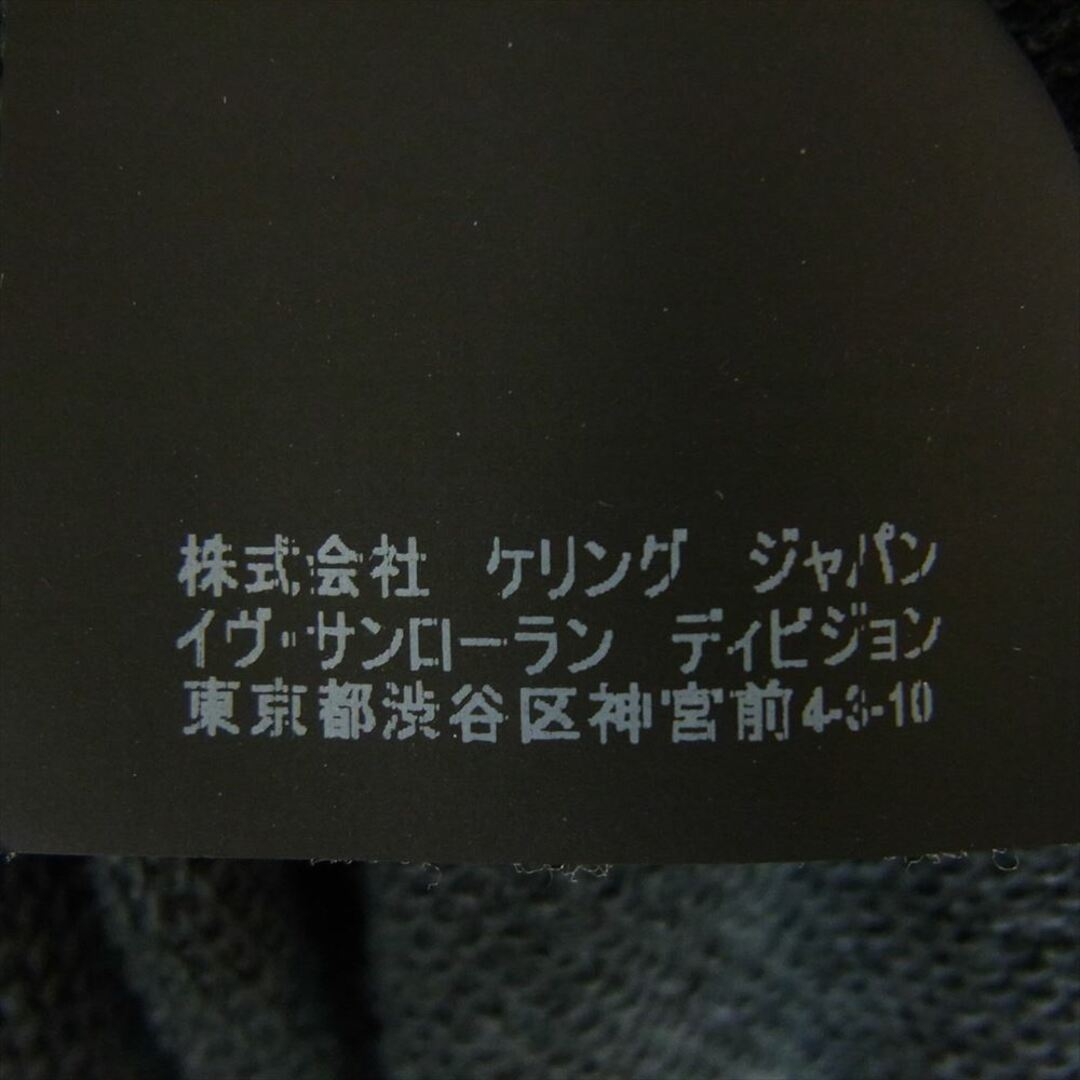 株式会社 ケリング ジャパン
イヴ・サンローラン ディビジョン
東京都渋谷区神宮前4-3-10